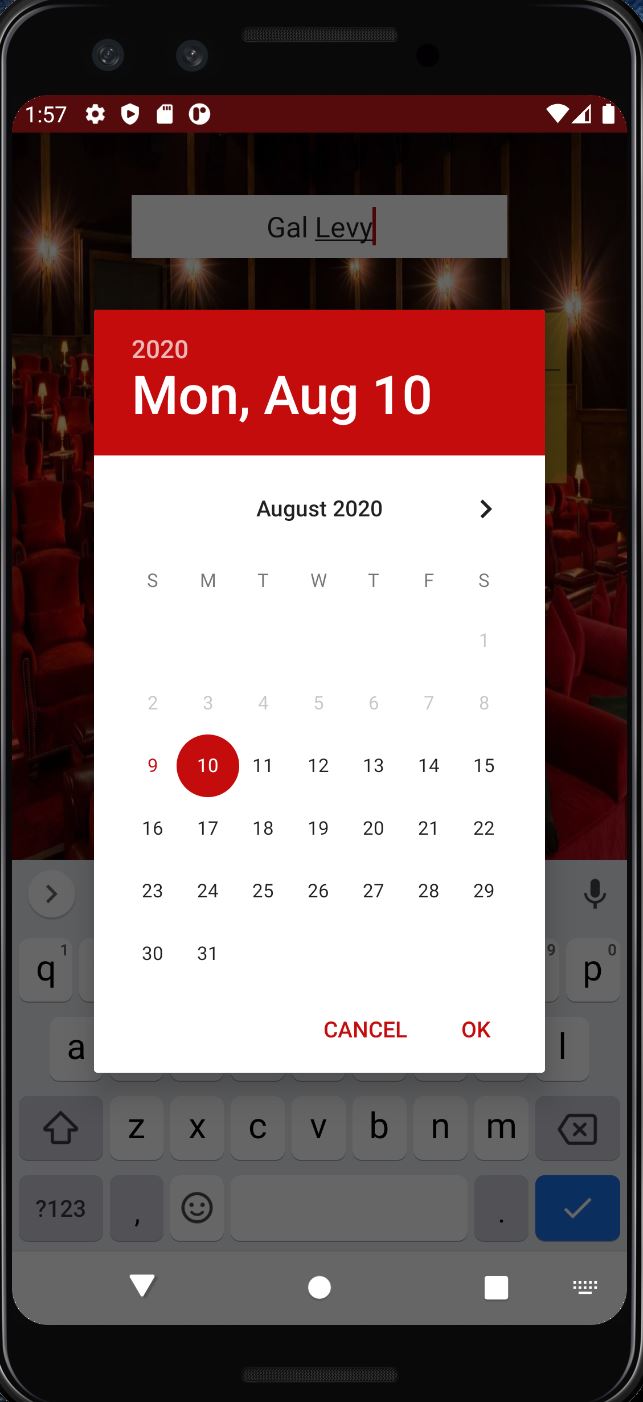 1:57
Gal Levy
2020
Mon, Aug 10
August 2020
S M T W T F S
1
2 3 4 5 6 7 8
9 10 11 12 13 14 15
16 17 18 19 20 21 22
23 24 25 26 27 28 29
30 31
CANCEL OK
q 1 9 p 0
a l
z x c v b n m
?123 , .